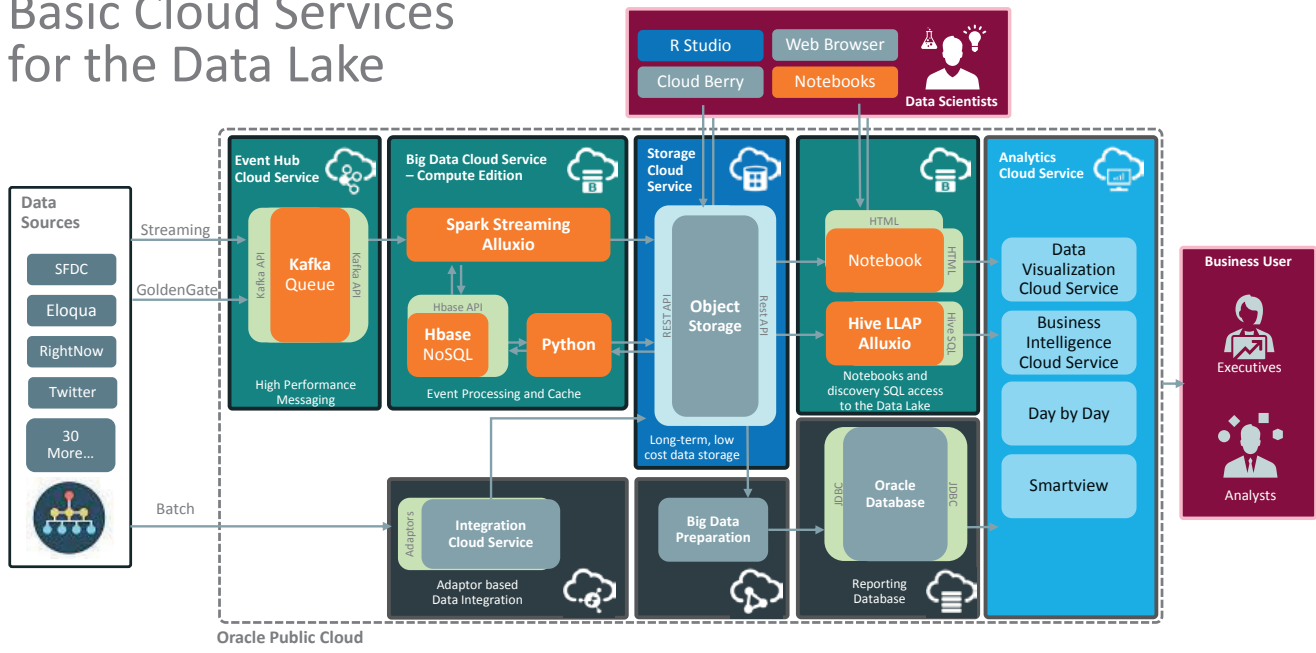 Basic Cloud Services
for the Data Lake
R Studio
Web Browser
Cloud Berry
Notebooks
Data Scientists
Data
Sources
SFDC
Eloqua
RightNow
Twitter
30
More...
Streaming
GoldenGate
Batch
Event Hub
Cloud Service
Kafka API
Kafka
Queue
Kafka API
High Performance
Messaging
Big Data Cloud Service
– Compute Edition
B
Spark Streaming
Alluxio
Hbase API
Hbase
NoSQL
Python
Event Processing and Cache
Storage
Cloud
Service
REST API
Object
Storage
Rest API
Long-term, low
cost data storage
B
HTML
Notebook
HTML
Hive LLAP
Alluxio
Hive SQL
Notebooks and
discovery SQL access
to the Data Lake
Analytics
Cloud Service
Data
Visualization
Cloud Service
Business
Intelligence
Cloud Service
Day by Day
Smartview
Business User
Executives
Analysts
Adaptors
Integration
Cloud Service
Adaptor based
Data Integration
Big Data
Preparation
JDBC
Oracle
Database
JDBC
Reporting
Database
Oracle Public Cloud